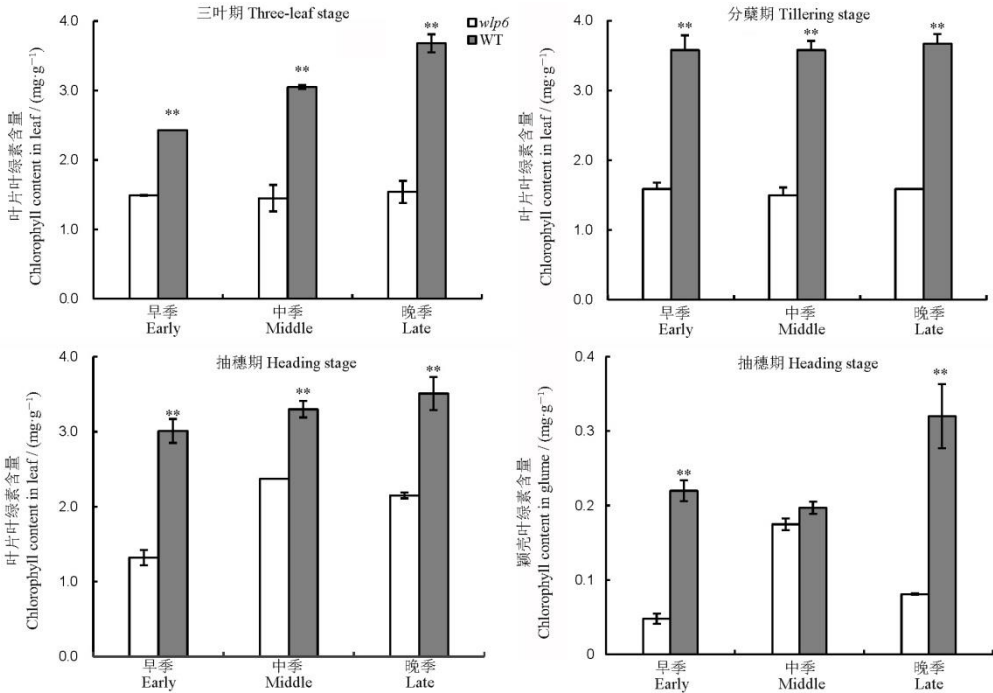 三叶期 Three-leaf stage
wlp6
WT
叶片叶绿素含量
Chlorophyll content in leaf / (mg·g⁻¹)
4.0
3.0
2.0
1.0
0.0
**
**
**
早季
Early
中季
Middle
晚季
Late
分蘖期 Tillering stage
叶片叶绿素含量
Chlorophyll content in leaf / (mg·g⁻¹)
4.0
3.0
2.0
1.0
0.0
**
**
**
早季
Early
中季
Middle
晚季
Late
抽穗期 Heading stage
叶片叶绿素含量
Chlorophyll content in leaf / (mg·g⁻¹)
4.0
3.0
2.0
1.0
0.0
**
**
**
早季
Early
中季
Middle
晚季
Late
抽穗期 Heading stage
颖壳叶绿素含量
Chlorophyll content in glume / (mg·g⁻¹)
0.4
0.3
0.2
0.1
0
**
**
早季
Early
中季
Middle
晚季
Late